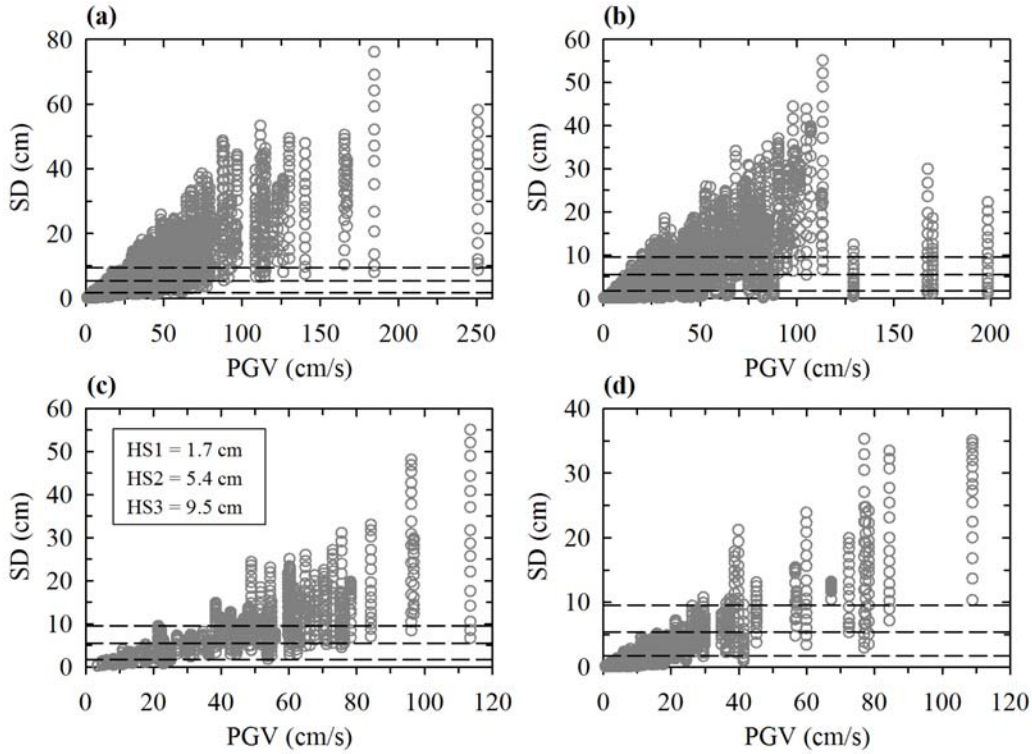 (a)
80
60
40
20
0
SD (cm)
0 50 100 150 200 250
PGV (cm/s)
(b)
60
50
40
30
20
10
0
SD (cm)
0 50 100 150 200
PGV (cm/s)
(c)
60
50
40
30
20
10
0
SD (cm)
HS1 = 1.7 cm
HS2 = 5.4 cm
HS3 = 9.5 cm
0 20 40 60 80 100 120
PGV (cm/s)
(d)
40
30
20
10
0
SD (cm)
0 20 40 60 80 100 120
PGV (cm/s)